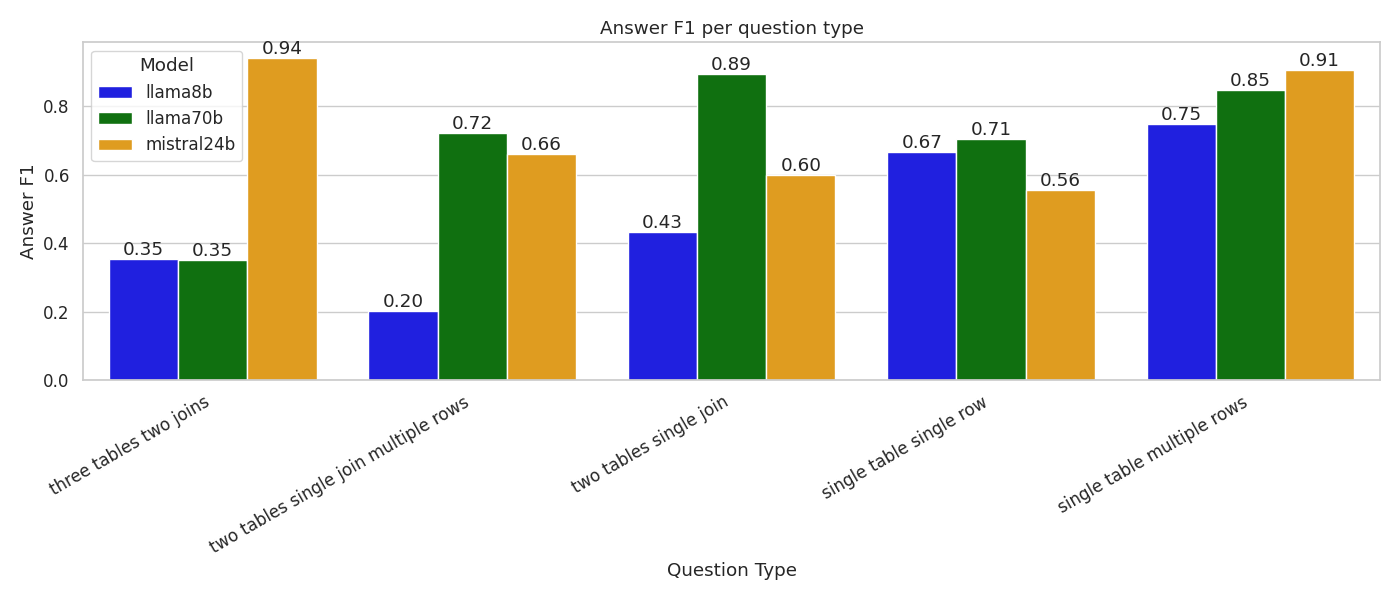 Answer F1 per question type
Model
llama8b
llama70b
mistral24b
Answer F1
0.0
0.2
0.4
0.6
0.8
0.35
0.35
0.94
0.20
0.72
0.66
0.43
0.89
0.60
0.67
0.71
0.56
0.75
0.85
0.91
three tables two joins
two tables single join multiple rows
two tables single join
single table single row
single table multiple rows
Question Type